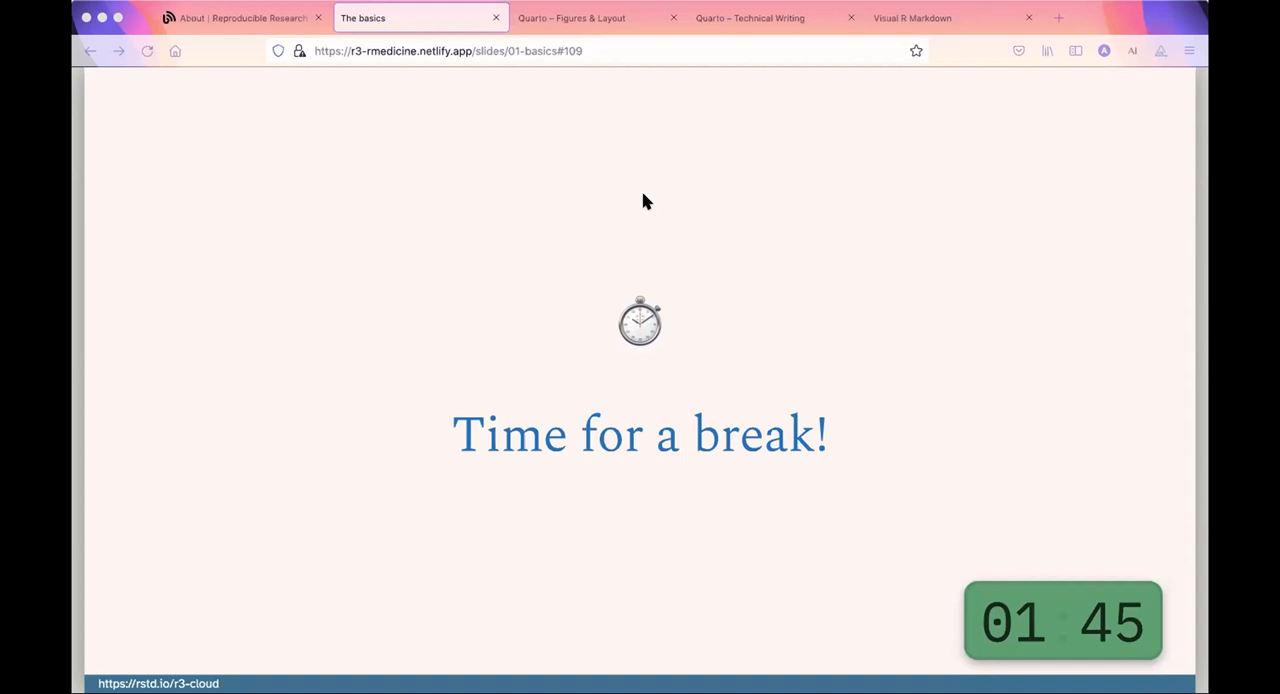 About | Reproducible Research
The basics
Quarto – Figures & Layout
Quarto – Technical Writing
Visual R Markdown
https://r3-rmedicine.netlify.app/slides/01-basics#109
A
AI
Time for a break!
01:45
https://rstd.io/r3-cloud